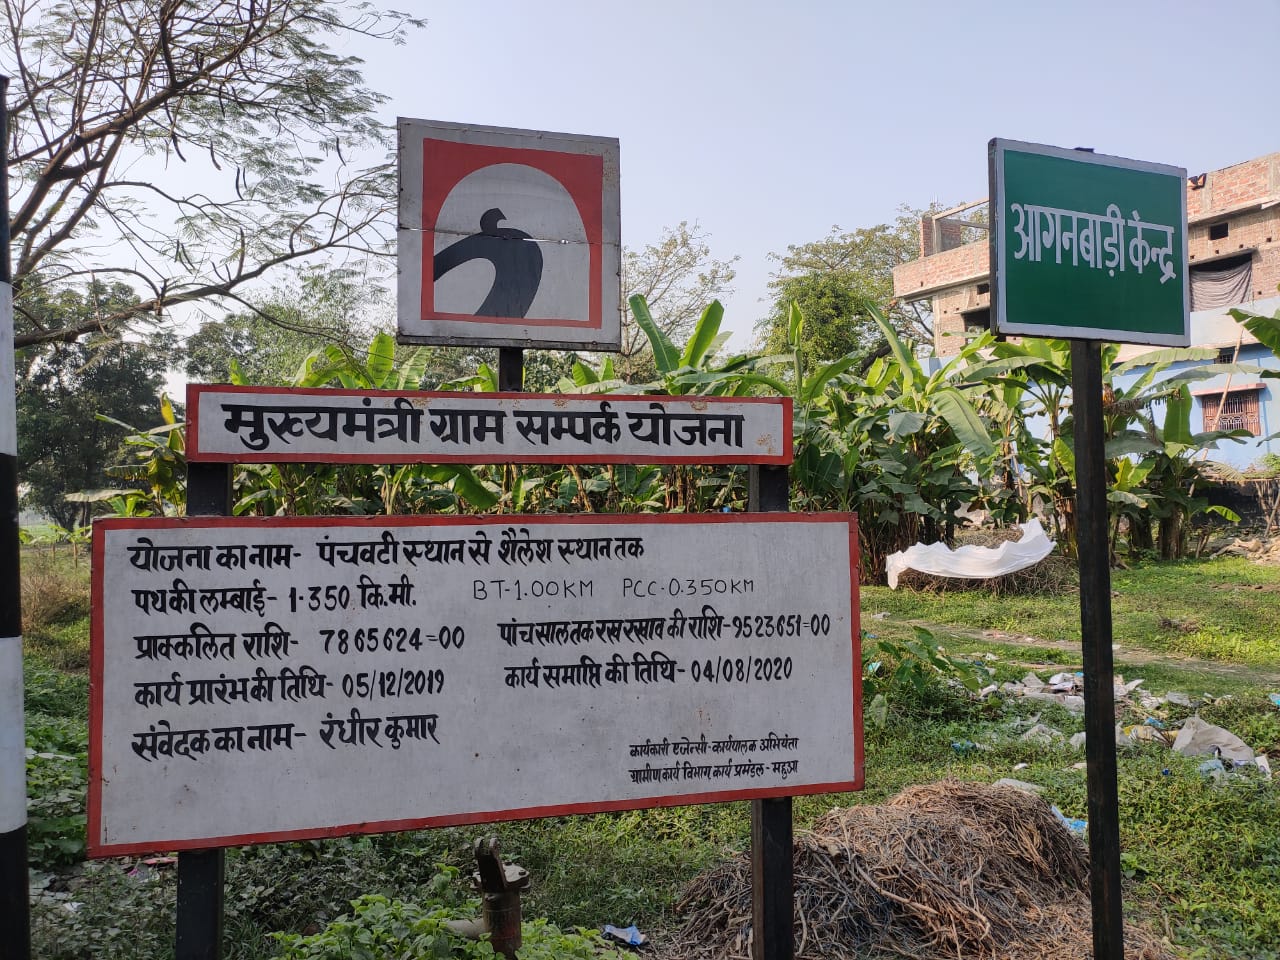 मुख्यमंत्री ग्राम सम्पर्क योजना
योजना का नाम- पंचवटी स्थान से शैलेश स्थान तक
पथ की लम्बाई- 1.350 कि.मी. BT-1.00KM PCC-0.350KM
प्राक्कलित राशि- 7865624=00 पांच साल तक रख रखाव की राशि-952365१=00
कार्य प्रारंभ की तिथि- 05/12/2019 कार्य समाप्ति की तिथि-04/08/2020
संवेदक का नाम- रंधीर कुमार
कार्यकारी एजेन्सी-कार्यपालक अभियंता
ग्रामीण कार्य विभाग कार्य प्रमंडल-महुआ
आगनबाड़ी केन्द्र